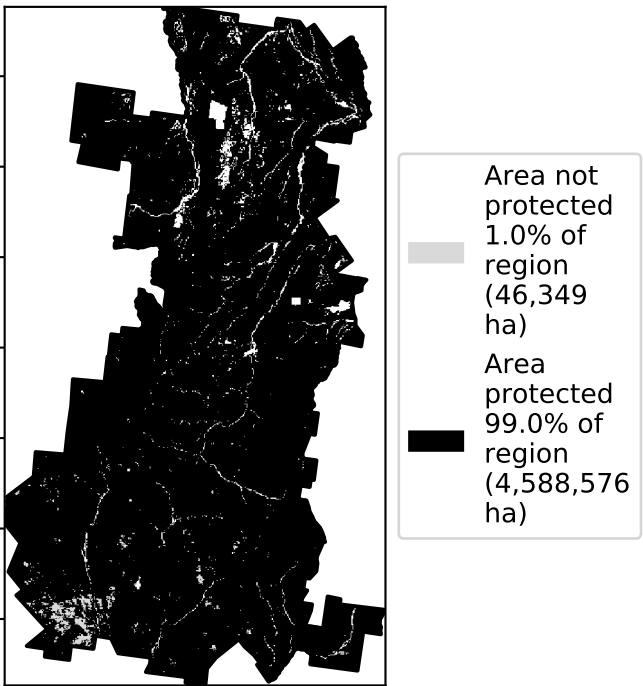 Area not
protected
1.0% of
region
(46,349
ha)
Area
protected
99.0% of
region
(4,588,576
ha)